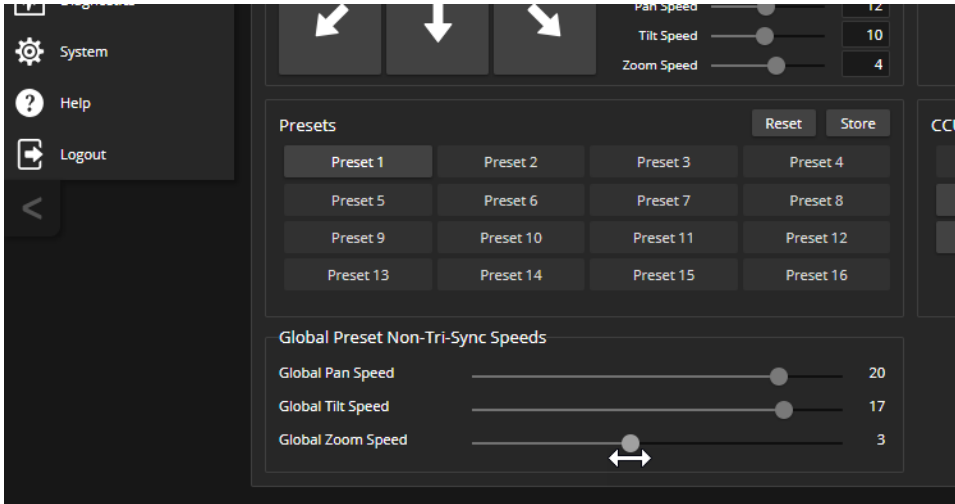 Diagnostics
System
Help
Logout
<
Pan Speed 12
Tilt Speed 10
Zoom Speed 4
Presets Reset Store
Preset 1 Preset 2 Preset 3 Preset 4
Preset 5 Preset 6 Preset 7 Preset 8
Preset 9 Preset 10 Preset 11 Preset 12
Preset 13 Preset 14 Preset 15 Preset 16
Global Preset Non-Tri-Sync Speeds
Global Pan Speed 20
Global Tilt Speed 17
Global Zoom Speed 3